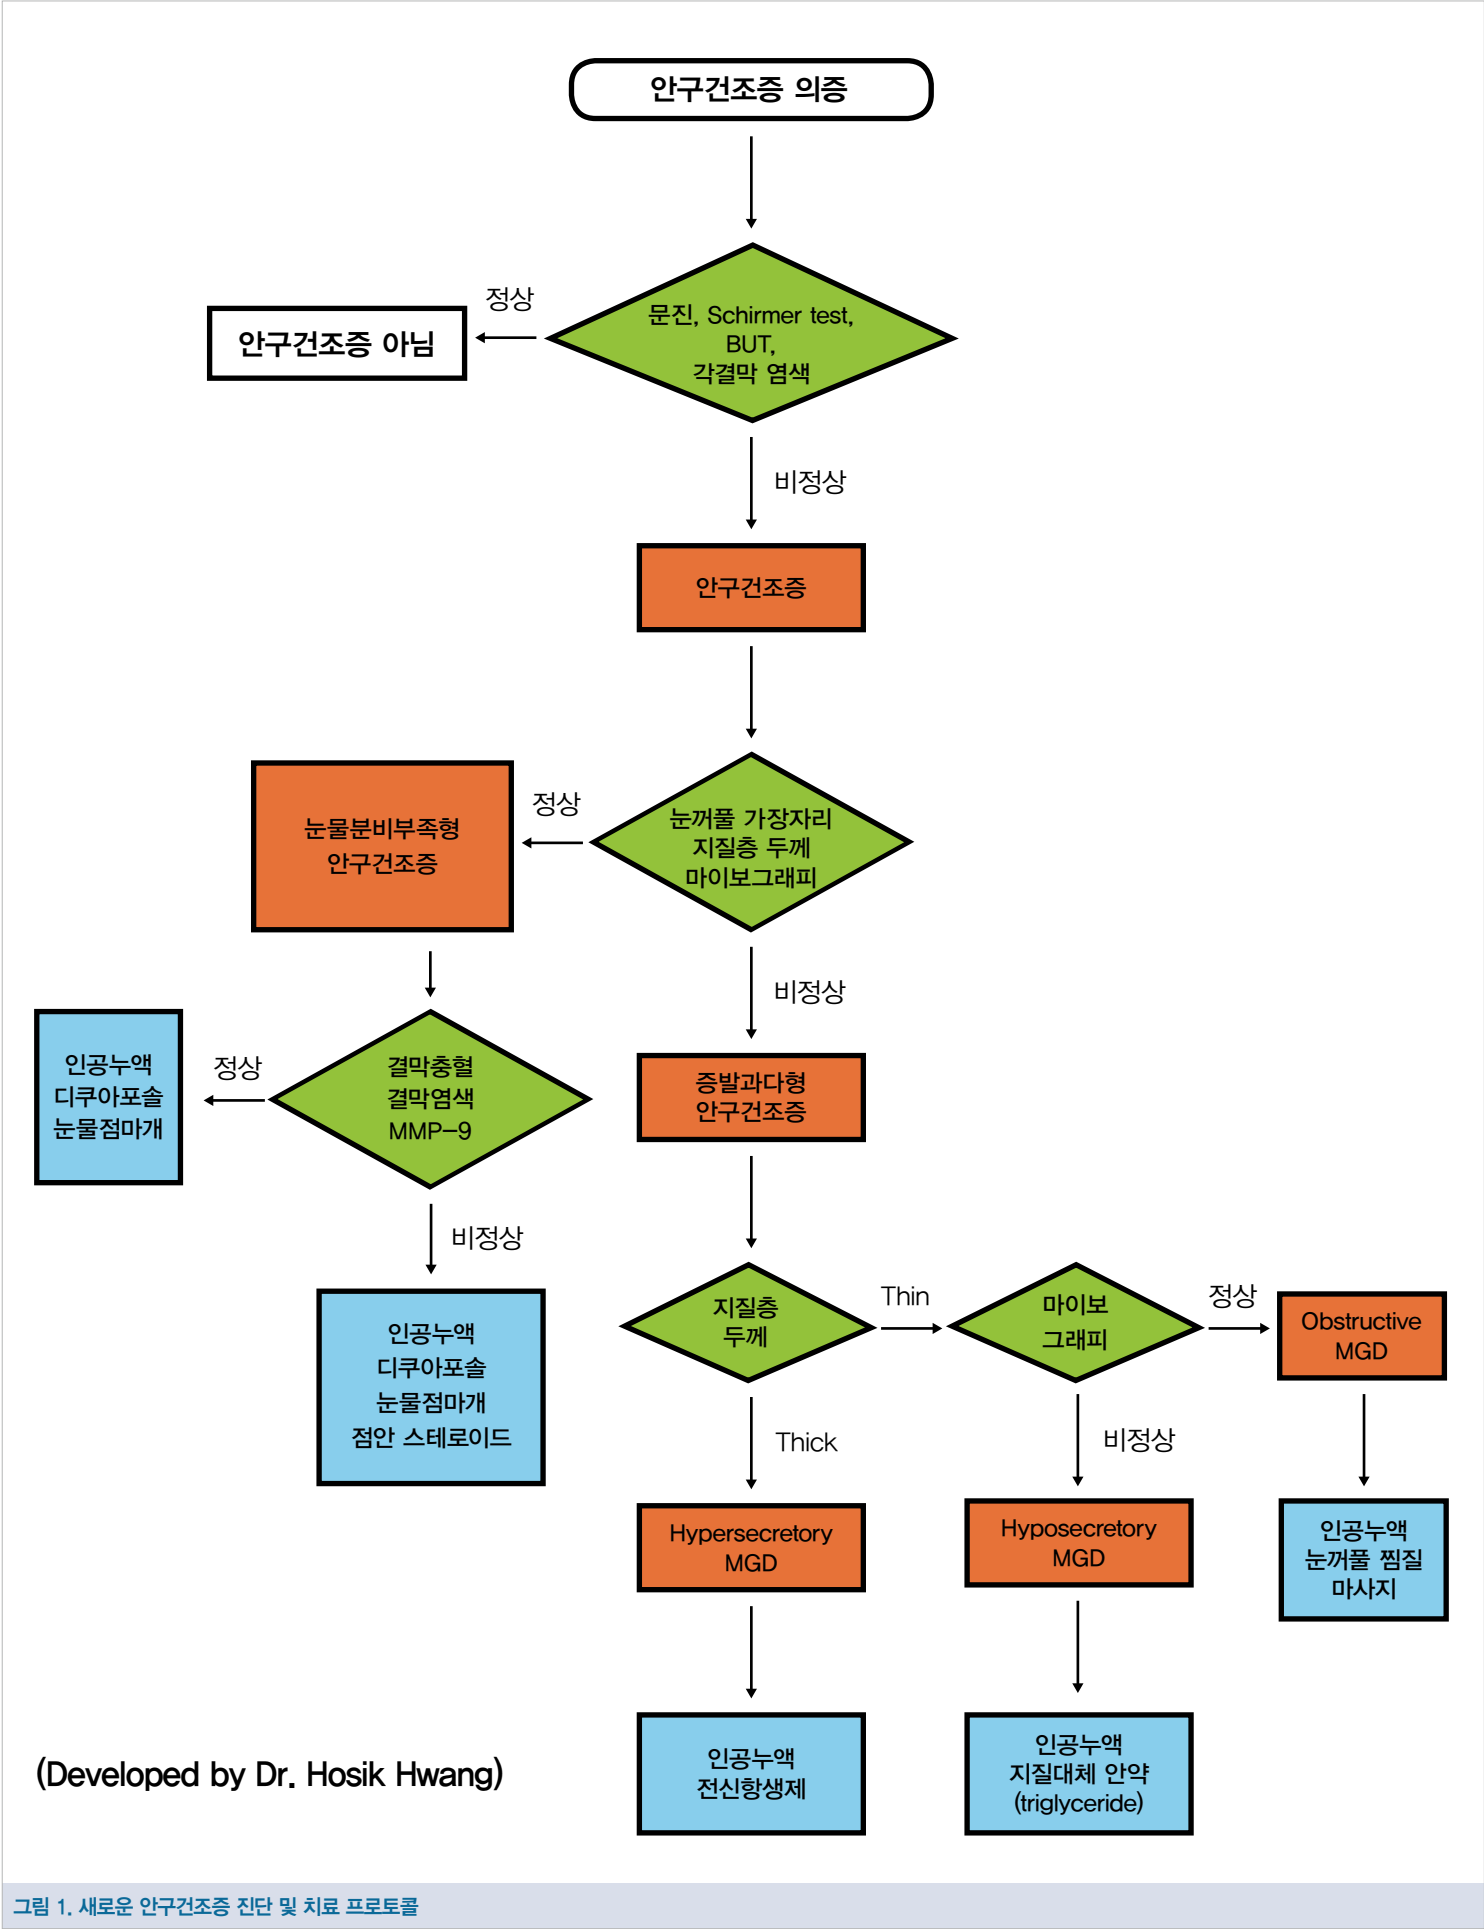 안구건조증 의증
정상
안구건조증 아님
문진, Schirmer test,
BUT,
각결막 염색
비정상
안구건조증
눈물분비부족형
안구건조증
정상
눈꺼풀 가장자리
지질층 두께
마이보그래피
비정상
인공누액
디쿠아포솔
눈물점마개
정상
결막충혈
결막염색
MMP-9
증발과다형
안구건조증
비정상
인공누액
디쿠아포솔
눈물점마개
점안 스테로이드
지질층
두께
Thin
마이보
그래피
정상
Obstructive
MGD
Thick
비정상
Hypersecretory
MGD
Hyposecretory
MGD
인공누액
눈꺼풀 찜질
마사지
인공누액
전신항생제
인공누액
지질대체 안약
(triglyceride)
(Developed by Dr. Hosik Hwang)
그림 1. 새로운 안구건조증 진단 및 치료 프로토콜